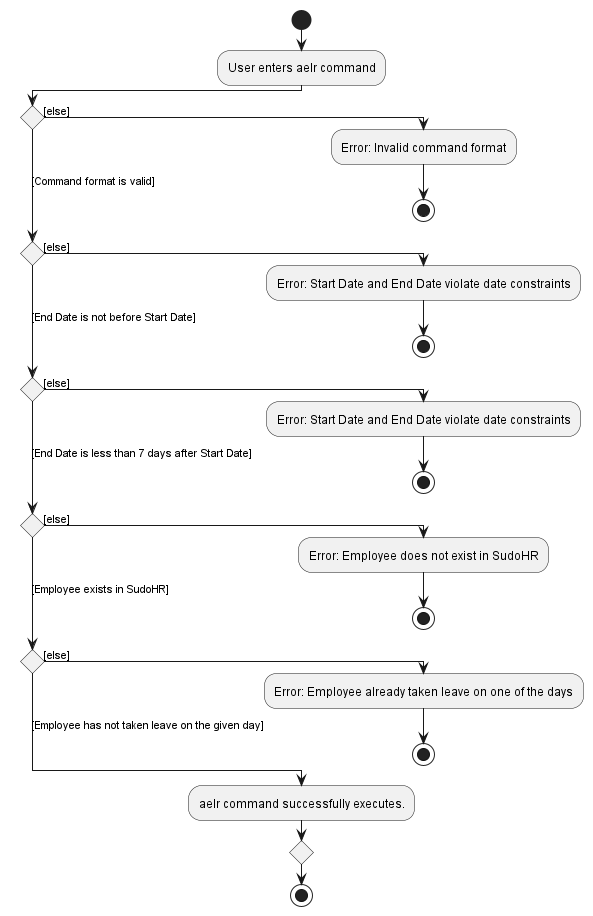 User enters aelr command
[else]
Error: Invalid command format
[Command format is valid]
[else]
Error: Start Date and End Date violate date constraints
[End Date is not before Start Date]
[else]
Error: Start Date and End Date violate date constraints
[End Date is less than 7 days after Start Date]
[else]
Error: Employee does not exist in SudoHR
[Employee exists in SudoHR]
[else]
Error: Employee already taken leave on one of the days
[Employee has not taken leave on the given day]
aelr command successfully executes.